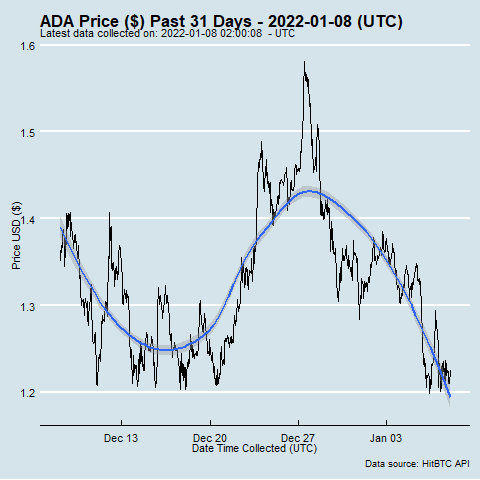 ADA Price ($) Past 31 Days - 2022-01-08 (UTC)
Latest data collected on: 2022-01-08 02:00:08 - UTC
1.6
1.5
1.4
1.3
1.2
Price USD ($)
Dec 13
Dec 20
Dec 27
Jan 03
Date Time Collected (UTC)
Data source: HitBTC API